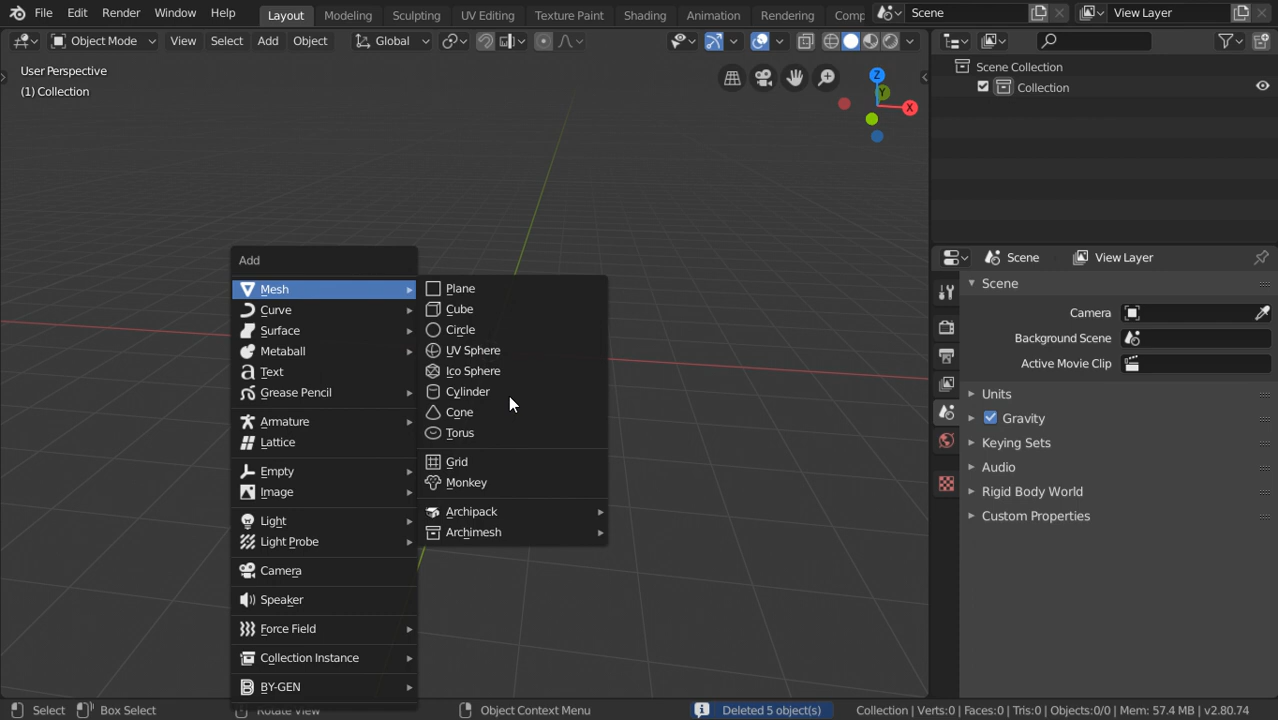 File Edit Render Window Help Layout Modeling Sculpting UV Editing Texture Paint Shading Animation Rendering Comp Scene View Layer
Object Mode View Select Add Object Global
User Perspective
(1) Collection
Z
Y
X
Scene Collection
Collection
Add
Mesh
Curve
Surface
Metaball
Text
Grease Pencil
Armature
Lattice
Empty
Image
Light
Light Probe
Camera
Speaker
Force Field
Collection Instance
BY-GEN
Plane
Cube
Circle
UV Sphere
Ico Sphere
Cylinder
Cone
Torus
Grid
Monkey
Archipack
Archimesh
Scene View Layer
Scene
Camera
Background Scene
Active Movie Clip
Units
Gravity
Keying Sets
Audio
Rigid Body World
Custom Properties
Select Box Select Rotate View Object Context Menu Deleted 5 object(s) Collection | Verts:0 | Faces:0 | Tris:0 | Objects:0/0 | Mem: 57.4 MB | v2.80.74